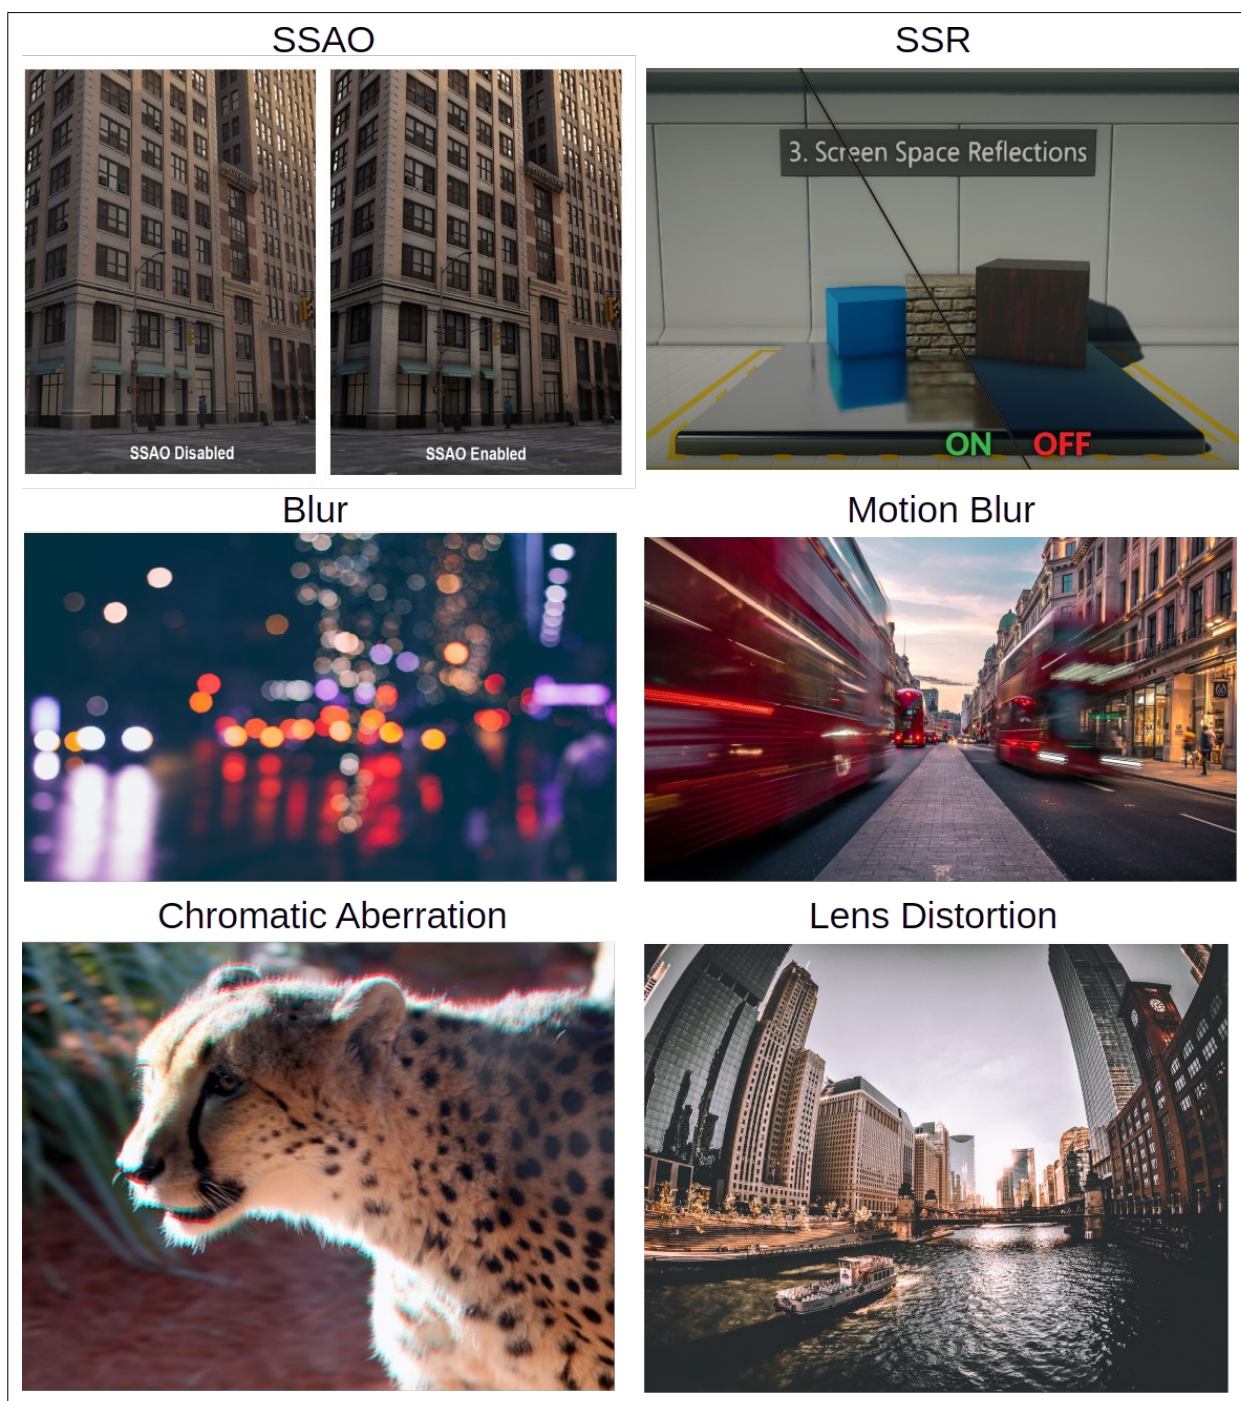 SSAO
SSR
SSAO Disabled
SSAO Enabled
3. Screen Space Reflections
ON OFF
Blur
Motion Blur
Chromatic Aberration
Lens Distortion